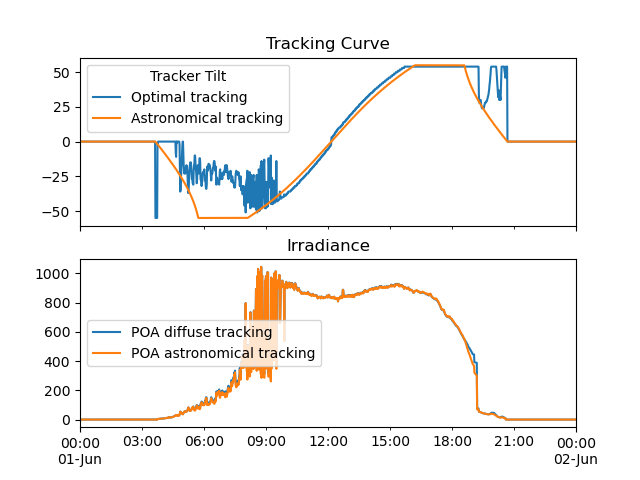 Tracking Curve
50
25
0
−25
−50
Tracker Tilt
Optimal tracking
Astronomical tracking
Irradiance
1000
800
600
400
200
0
POA diffuse tracking
POA astronomical tracking
00:00 03:00 06:00 09:00 12:00 15:00 18:00 21:00 00:00
01-Jun 02-Jun